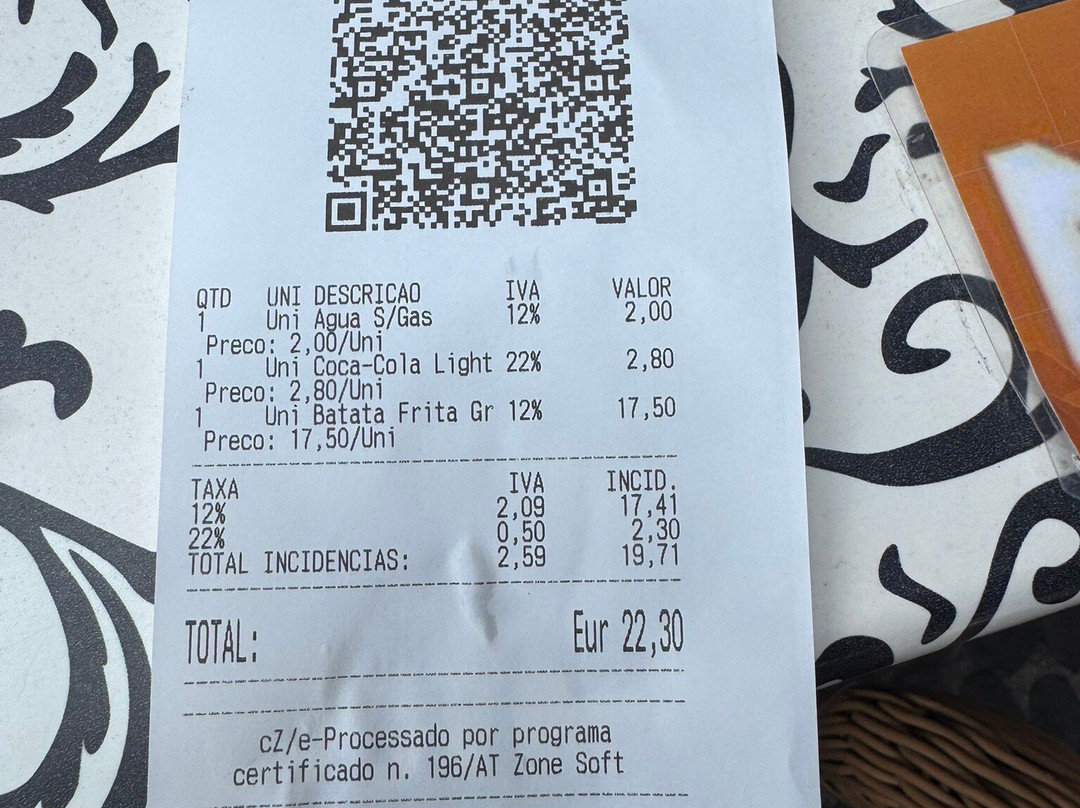 QTD UNI DESCRICAO IVA VALOR
1 Uni Agua S/Gas 12% 2,00
Preco: 2,00/Uni
1 Uni Coca-Cola Light 22% 2,80
Preco: 2,80/Uni
1 Uni Batata Frita Gr 12% 17,50
Preco: 17,50/Uni
TAXA IVA INCID.
12% 2,09 17,41
22% 0,50 2,30
TOTAL INCIDENCIAS: 2,59 19,71
TOTAL: Eur 22,30
cZ/e-Processado por programa
certificado n. 196/AT Zone Soft